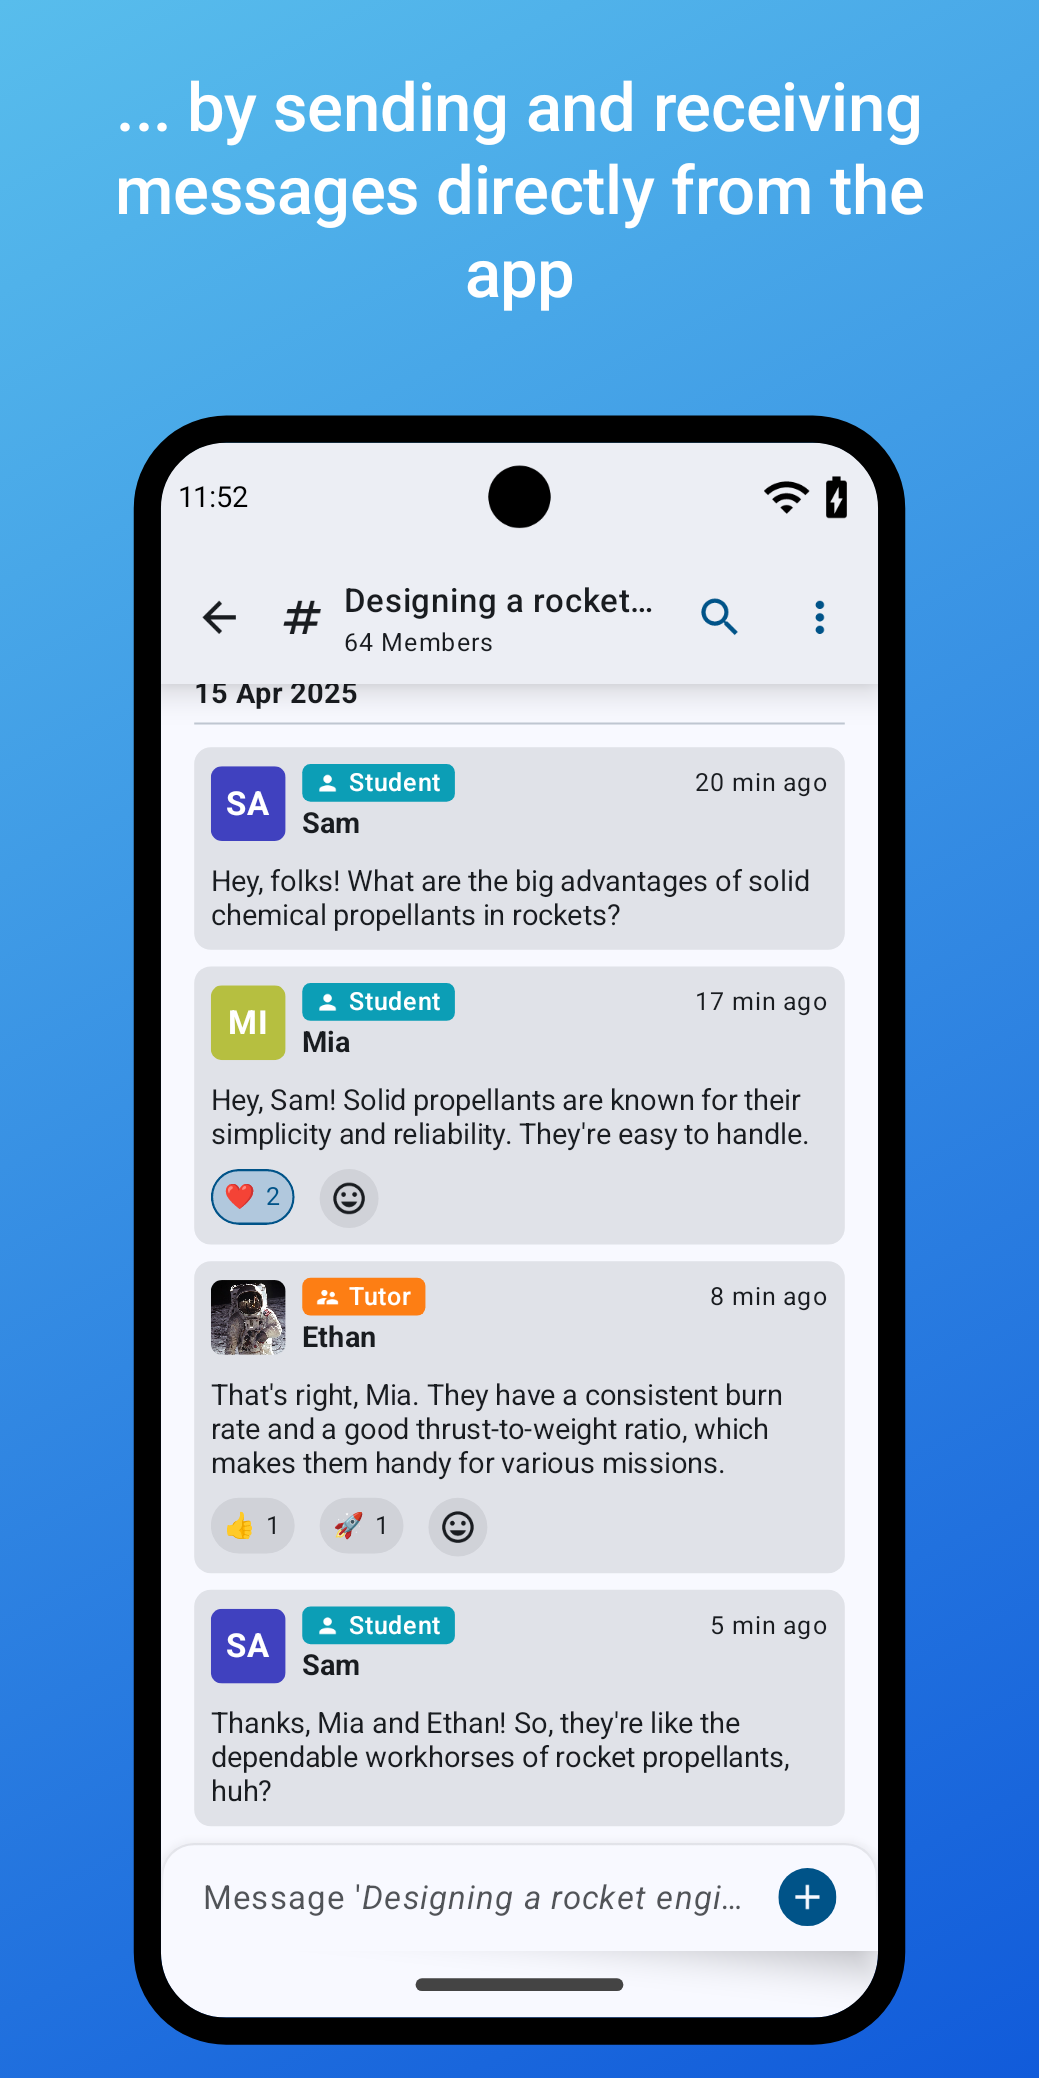 ... by sending and receiving
messages directly from the
app
11:52
# Designing a rocket...
64 Members
15 Apr 2025
SA Student 20 min ago
Sam
Hey, folks! What are the big advantages of solid
chemical propellants in rockets?
MI Student 17 min ago
Mia
Hey, Sam! Solid propellants are known for their
simplicity and reliability. They're easy to handle.
❤️ 2
Tutor 8 min ago
Ethan
That's right, Mia. They have a consistent burn
rate and a good thrust-to-weight ratio, which
makes them handy for various missions.
👍 1 🚀 1
SA Student 5 min ago
Sam
Thanks, Mia and Ethan! So, they're like the
dependable workhorses of rocket propellants,
huh?
Message 'Designing a rocket engi...